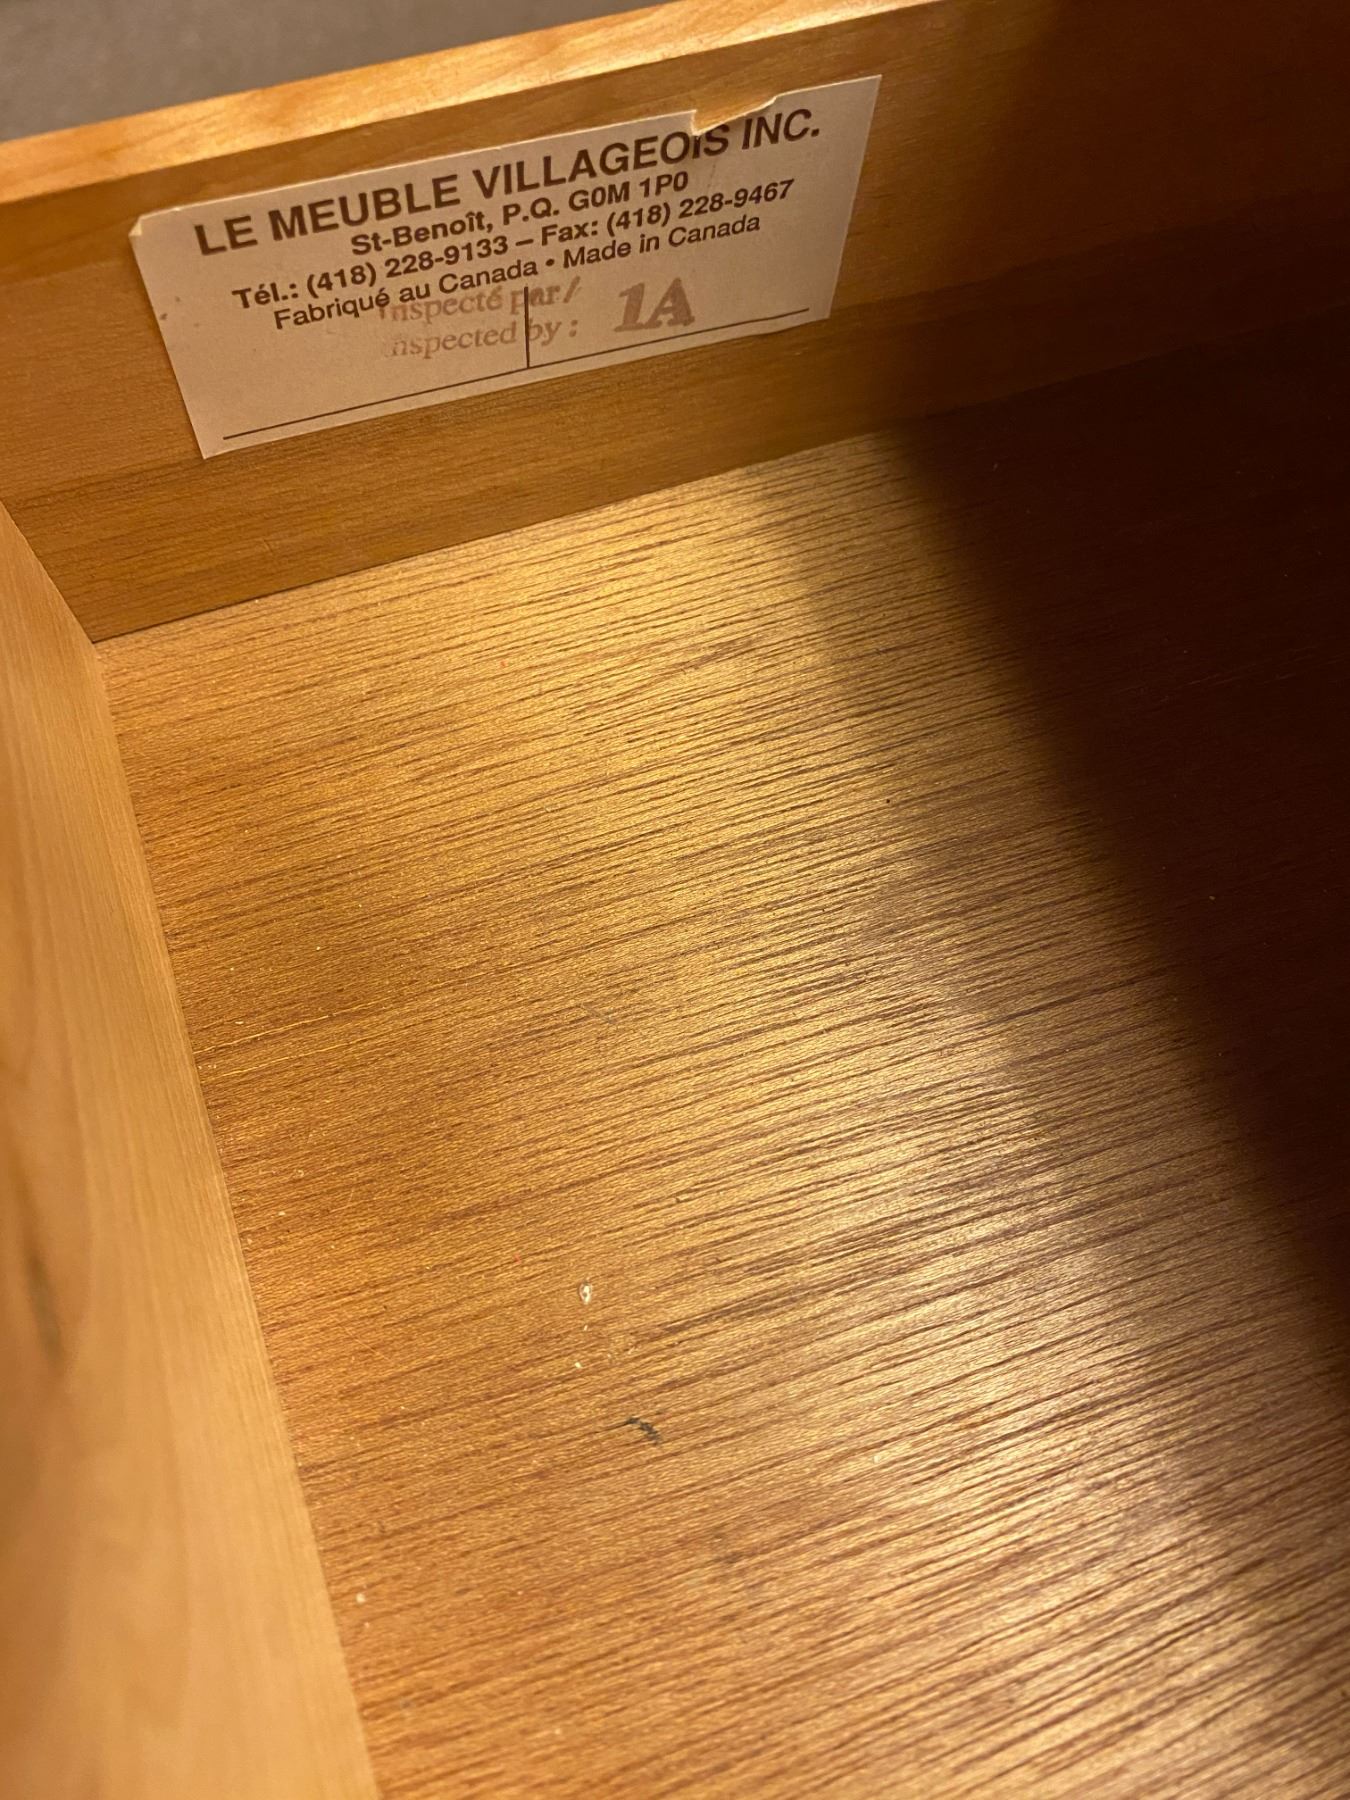 LE MEUBLE VILLAGEOIS INC.
St-Benoît, P.Q. G0M 1P0
Tél.: (418) 228-9133 – Fax: (418) 228-9467
Fabriqué au Canada • Made in Canada
Inspecté par/
Inspected by: 1A